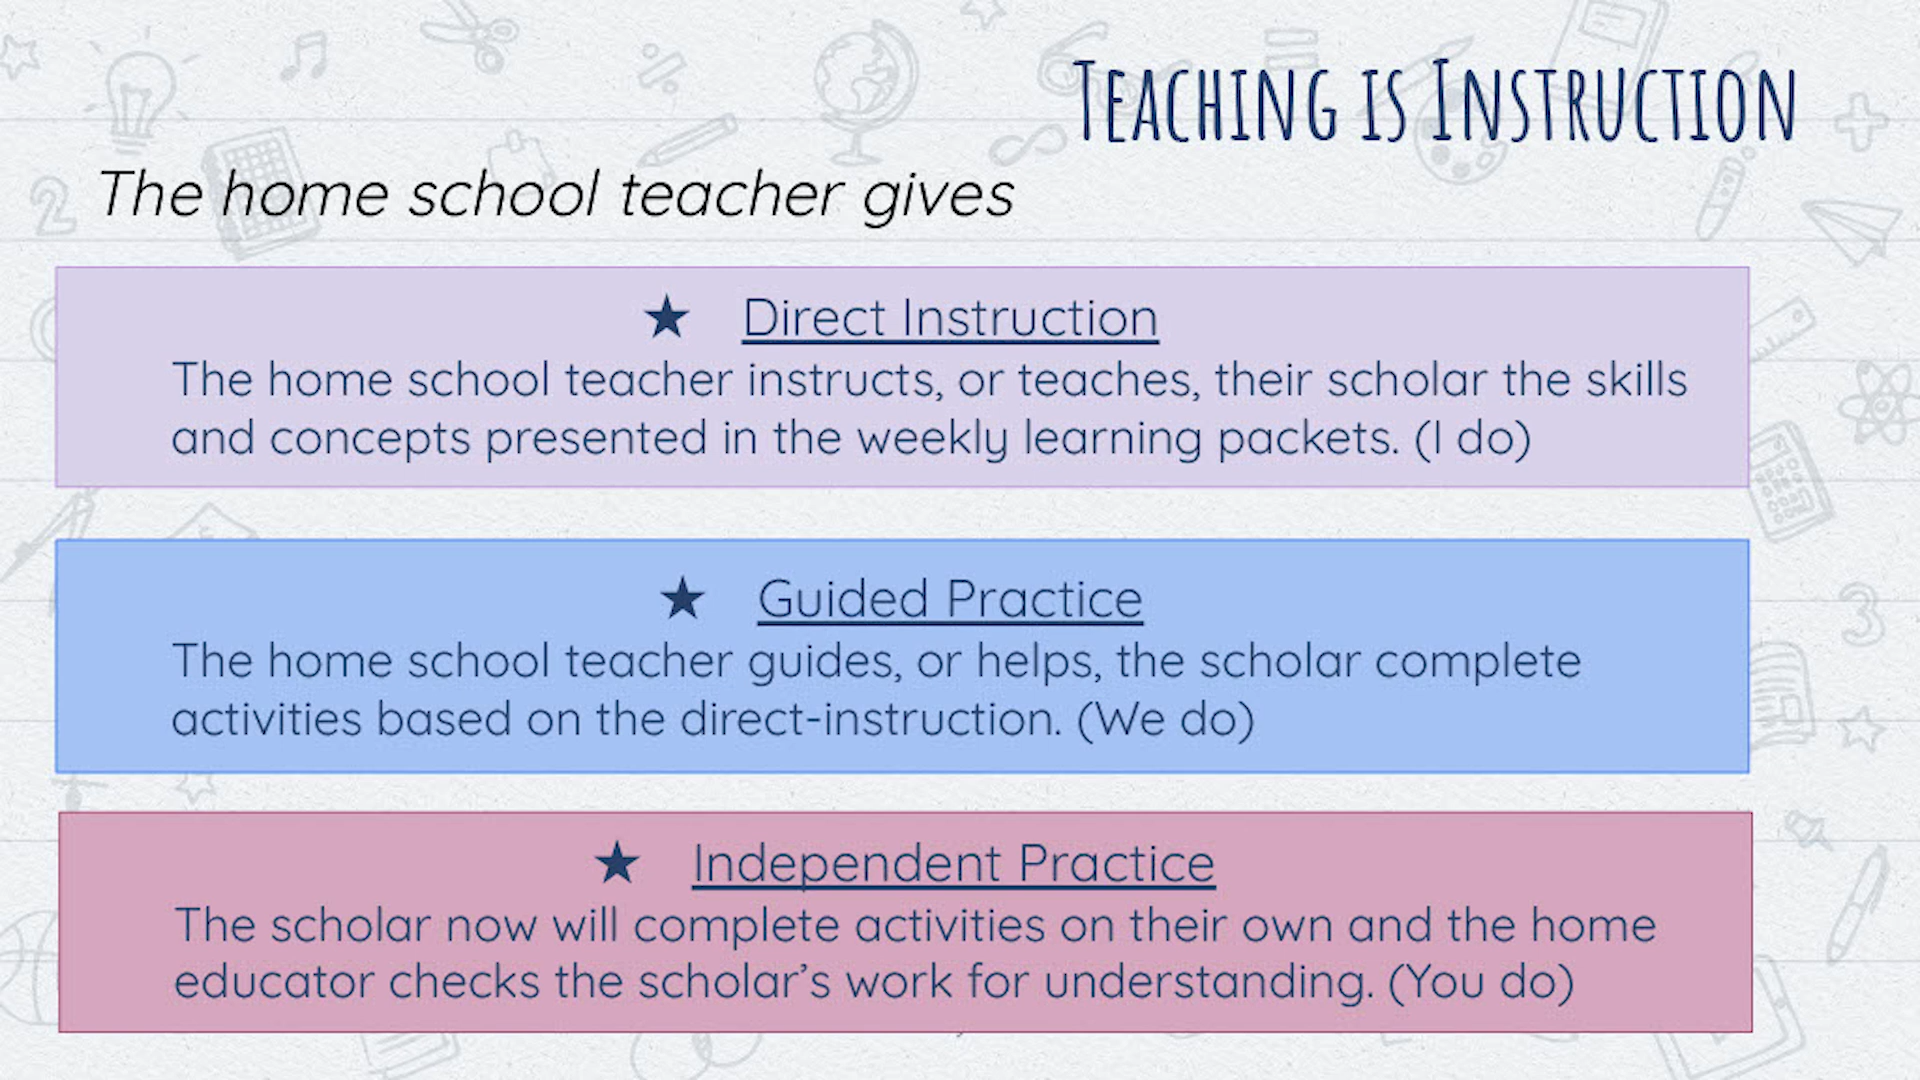 Teaching is Instruction
The home school teacher gives
★ Direct Instruction
The home school teacher instructs, or teaches, their scholar the skills
and concepts presented in the weekly learning packets. (I do)
★ Guided Practice
The home school teacher guides, or helps, the scholar complete
activities based on the direct-instruction. (We do)
★ Independent Practice
The scholar now will complete activities on their own and the home
educator checks the scholar’s work for understanding. (You do)